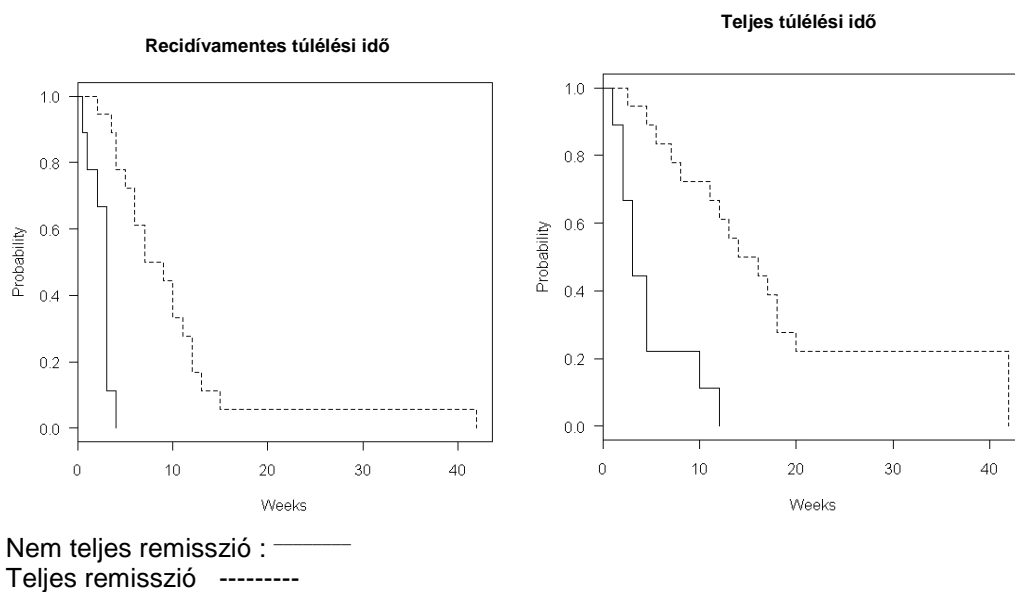 Recidívamentes túlélési idő
Probability
1.0
0.8
0.6
0.4
0.2
0.0
0 10 20 30 40
Weeks
Teljes túlélési idő
Probability
1.0
0.8
0.6
0.4
0.2
0.0
0 10 20 30 40
Weeks
Nem teljes remisszió :
Teljes remisszió ---------